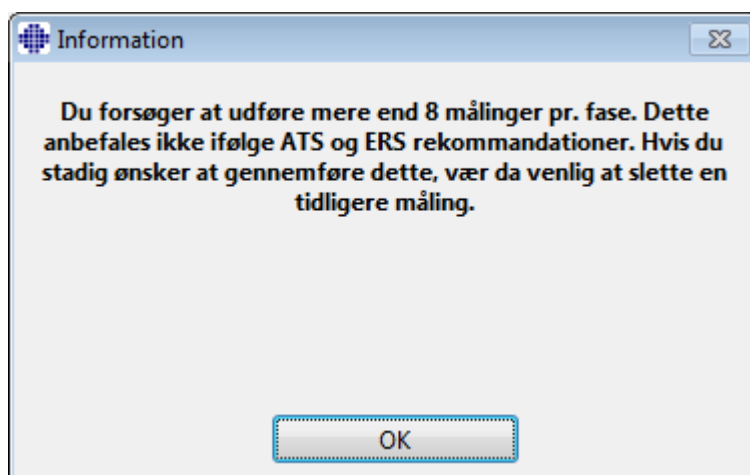 Information
Du forsøger at udføre mere end 8 målinger pr. fase. Dette
anbefales ikke ifølge ATS og ERS rekommandationer. Hvis du
stadig ønsker at gennemføre dette, vær da venlig at slette en
tidligere måling.
OK